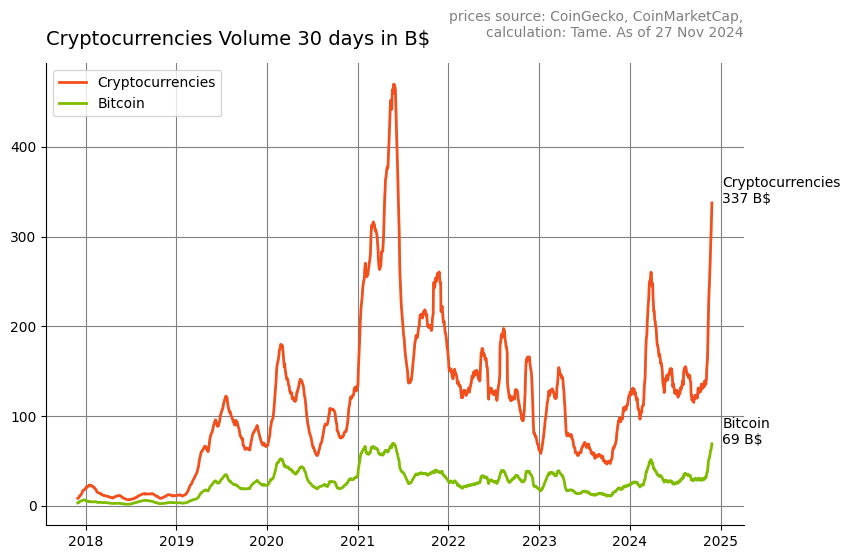 prices source: CoinGecko, CoinMarketCap,
calculation: Tame. As of 27 Nov 2024
Cryptocurrencies Volume 30 days in B$
Cryptocurrencies
Bitcoin
400
300
200
100
0
Cryptocurrencies
337 B$
Bitcoin
69 B$
2018 2019 2020 2021 2022 2023 2024 2025